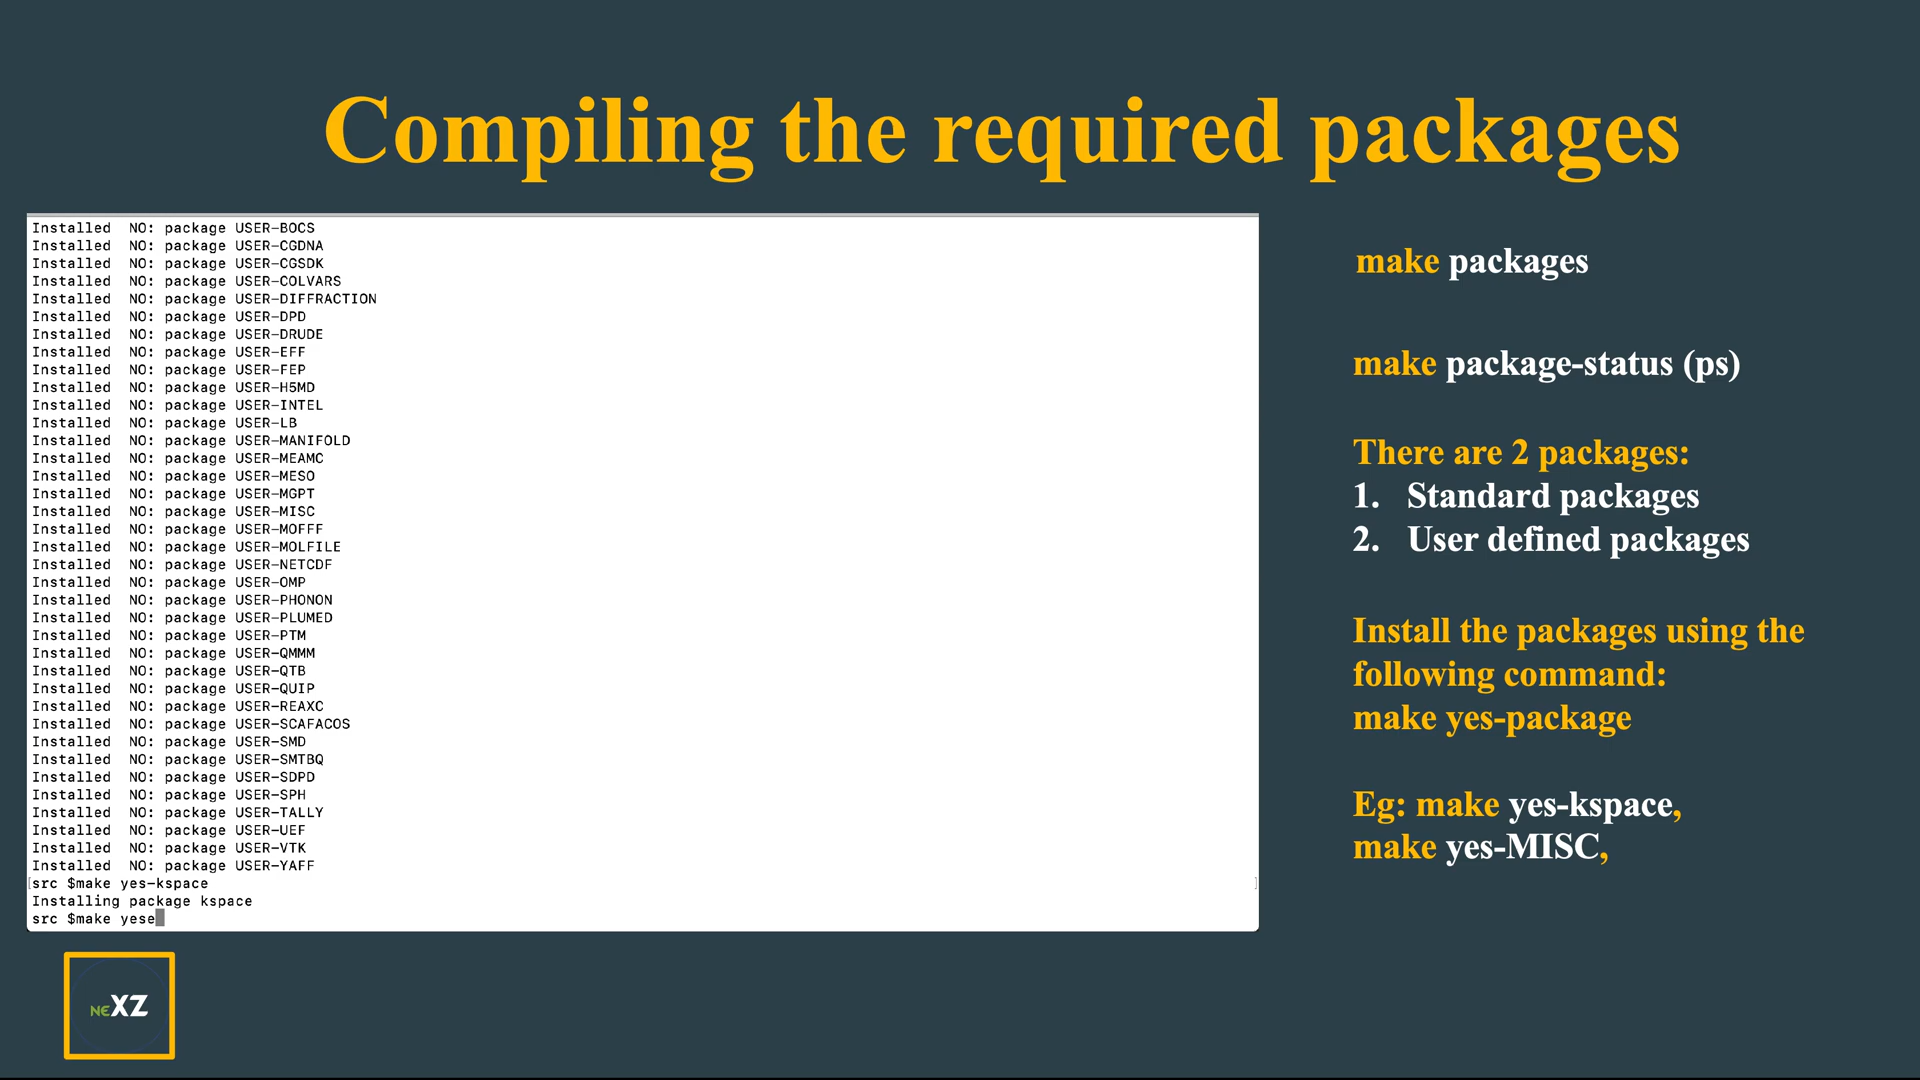 Compiling the required packages
Installed  NO: package USER-BOCS
Installed  NO: package USER-CGDNA
Installed  NO: package USER-CGSDK
Installed  NO: package USER-COLVARS
Installed  NO: package USER-DIFFRACTION
Installed  NO: package USER-DPD
Installed  NO: package USER-DRUDE
Installed  NO: package USER-EFF
Installed  NO: package USER-FEP
Installed  NO: package USER-H5MD
Installed  NO: package USER-INTEL
Installed  NO: package USER-LB
Installed  NO: package USER-MANIFOLD
Installed  NO: package USER-MEAMC
Installed  NO: package USER-MESO
Installed  NO: package USER-MGPT
Installed  NO: package USER-MISC
Installed  NO: package USER-MOFFF
Installed  NO: package USER-MOLFILE
Installed  NO: package USER-NETCDF
Installed  NO: package USER-OMP
Installed  NO: package USER-PHONON
Installed  NO: package USER-PLUMED
Installed  NO: package USER-PTM
Installed  NO: package USER-QMMM
Installed  NO: package USER-QTB
Installed  NO: package USER-QUIP
Installed  NO: package USER-REAXC
Installed  NO: package USER-SCAFACOS
Installed  NO: package USER-SMD
Installed  NO: package USER-SMTBQ
Installed  NO: package USER-SDPD
Installed  NO: package USER-SPH
Installed  NO: package USER-TALLY
Installed  NO: package USER-UEF
Installed  NO: package USER-VTK
Installed  NO: package USER-YAFF
[src $make yes-kspace ]
Installing package kspace
src $make yese
make packages
make package-status (ps)
There are 2 packages:
1. Standard packages
2. User defined packages
Install the packages using the
following command:
make yes-package
Eg: make yes-kspace,
make yes-MISC,
NEXZ